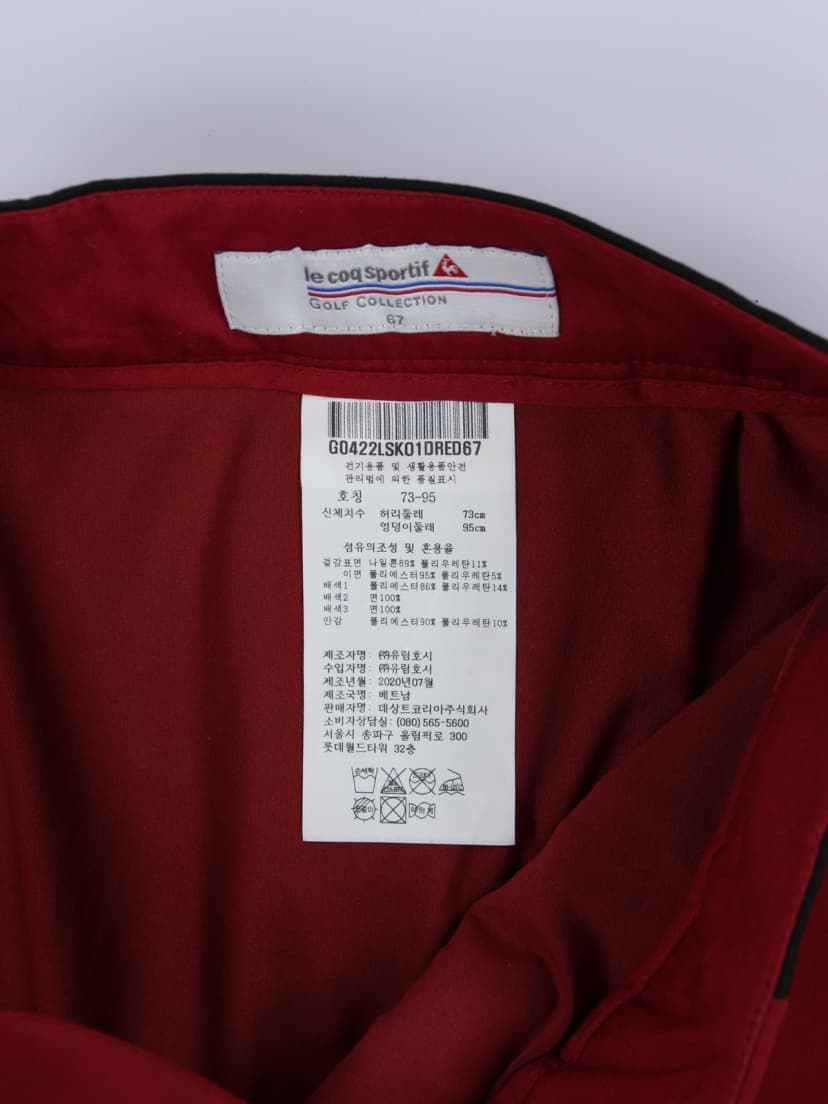 le coq sportif
GOLF COLLECTION
67
G0422LSK01DRED67
전기용품 및 생활용품안전
관리법에 의한 품질표시
호칭 73-95
신체치수 허리둘레 73cm
엉덩이둘레 95cm
섬유의조성 및 혼용율
겉감표면 나일론89% 폴리우레탄11%
이면 폴리에스터95% 폴리우레탄5%
배색1 폴리에스터86% 폴리우레탄14%
배색2 면100%
배색3 면100%
안감 폴리에스터90% 폴리우레탄10%
제조자명: ㈜유림호시
수입자명: ㈜유림호시
제조년월: 2020년07월
제조국명: 베트남
판매자명: 데상트코리아주식회사
소비자상담실: (080)565-5600
서울시 송파구 올림픽로 300
롯데월드타워 32층
손세탁
드라이
약하게